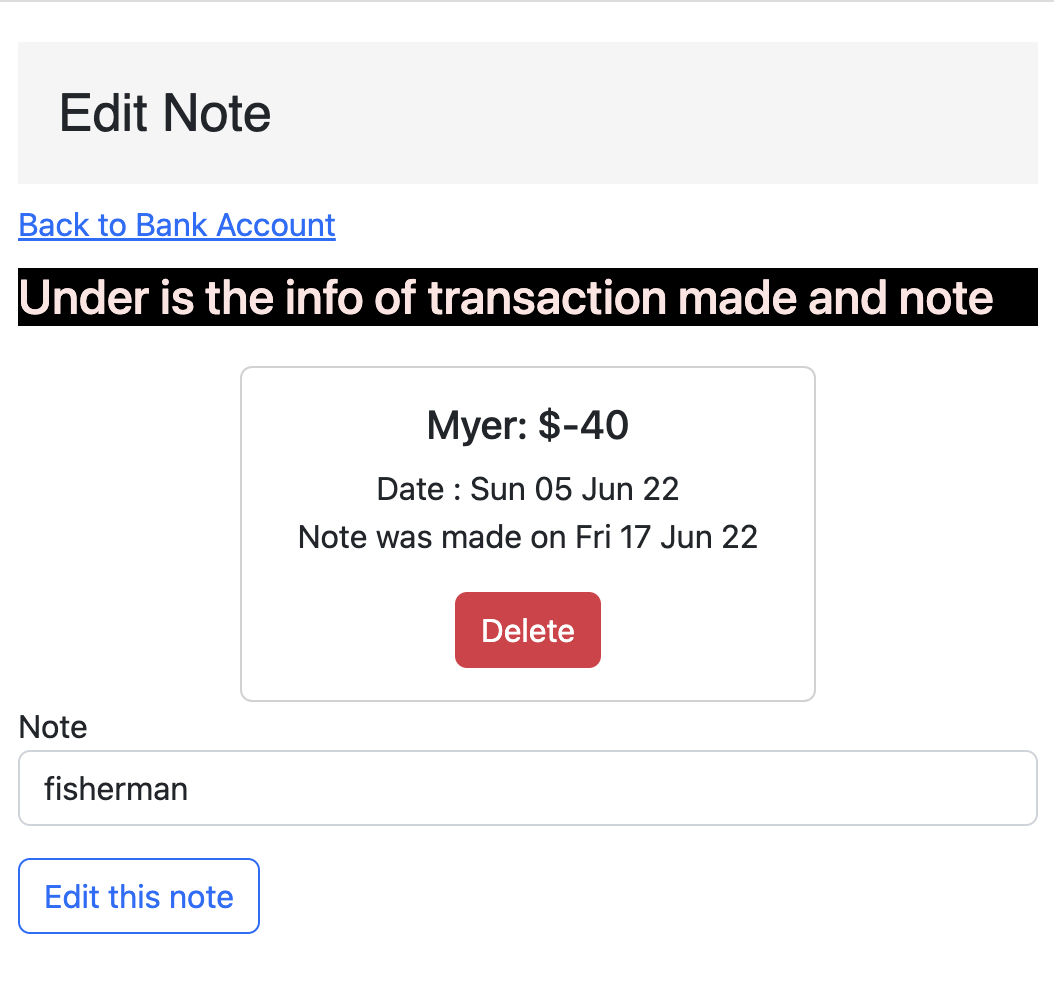 Edit Note
Back to Bank Account
Under is the info of transaction made and note
Myer: $-40
Date : Sun 05 Jun 22
Note was made on Fri 17 Jun 22
Delete
Note
fisherman
Edit this note